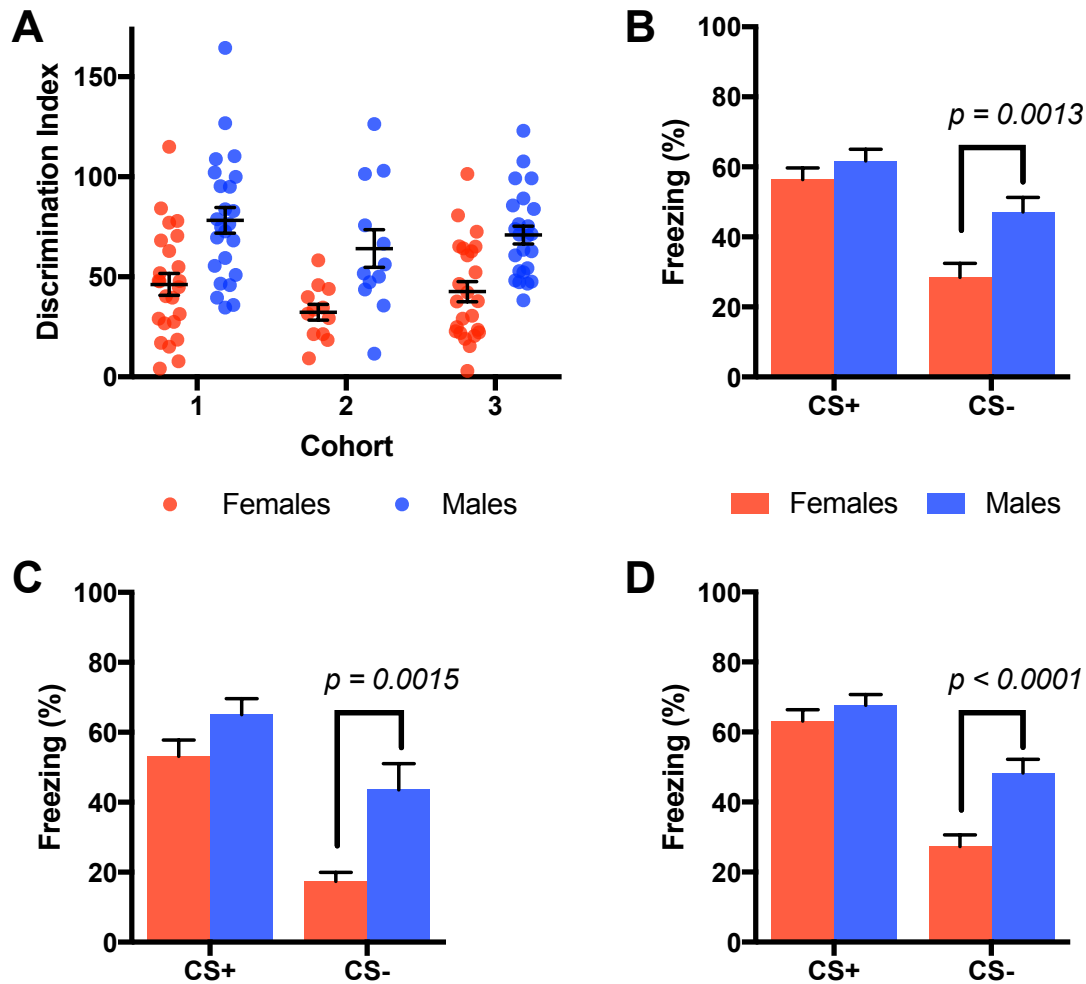 A
Discrimination Index
150
100
50
0
1 2 3
Cohort
Females Males
B
Freezing (%)
100
80
60
40
20
0
p = 0.0013
CS+ CS-
Females Males
C
Freezing (%)
100
80
60
40
20
0
p = 0.0015
CS+ CS-
D
Freezing (%)
100
80
60
40
20
0
p < 0.0001
CS+ CS-